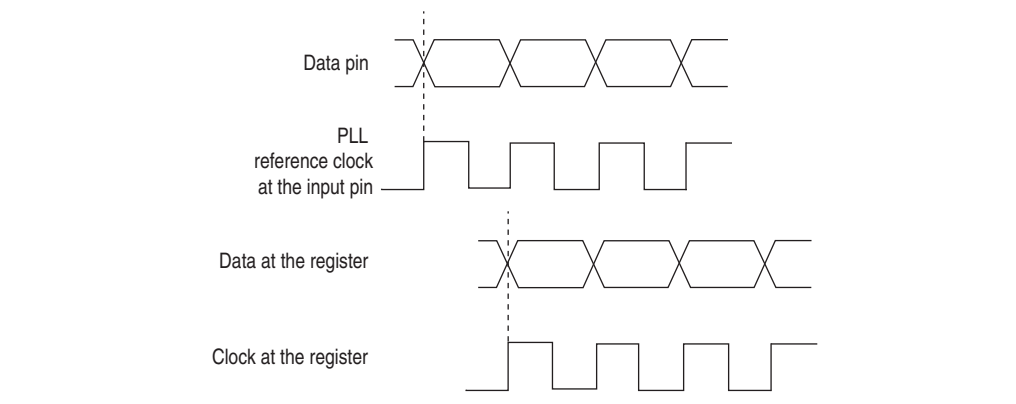 Data pin
PLL
reference clock
at the input pin
Data at the register
Clock at the register